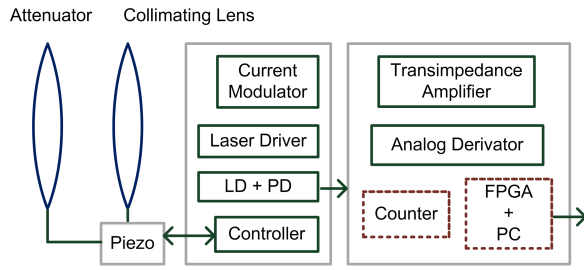 Attenuator
Collimating Lens
Current
Modulator
Laser Driver
LD + PD
Controller
Piezo
Transimpedance
Amplifier
Analog Derivator
Counter
FPGA
+
PC